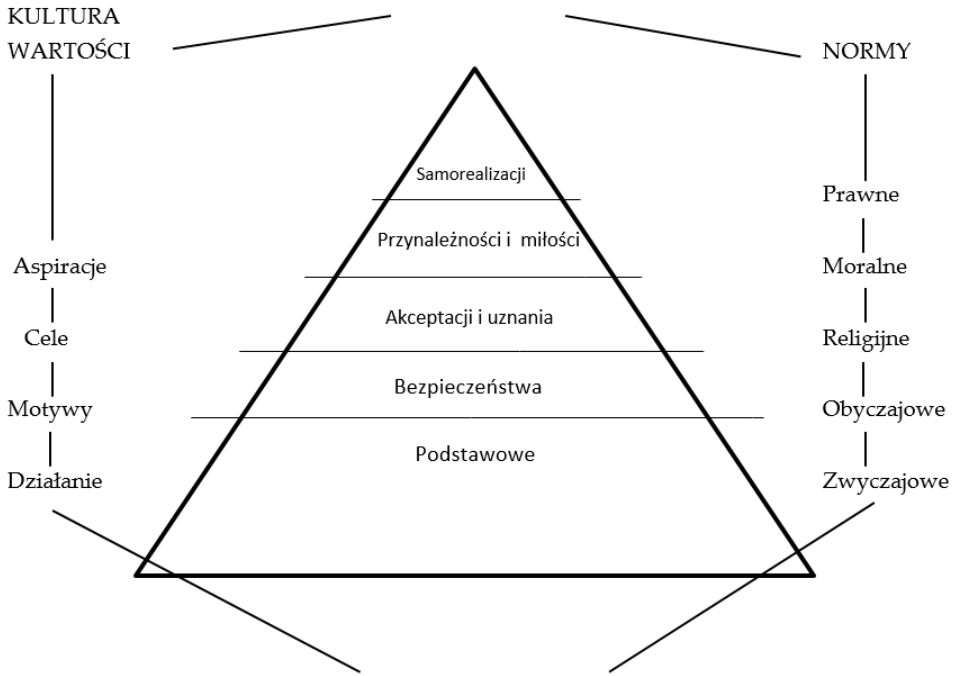 KULTURA
WARTOŚCI
NORMY
Samorealizacji
Prawne
Przynależności i miłości
Aspiracje
Moralne
Akceptacji i uznania
Cele
Religijne
Bezpieczeństwa
Motywy
Obyczajowe
Podstawowe
Działanie
Zwyczajowe